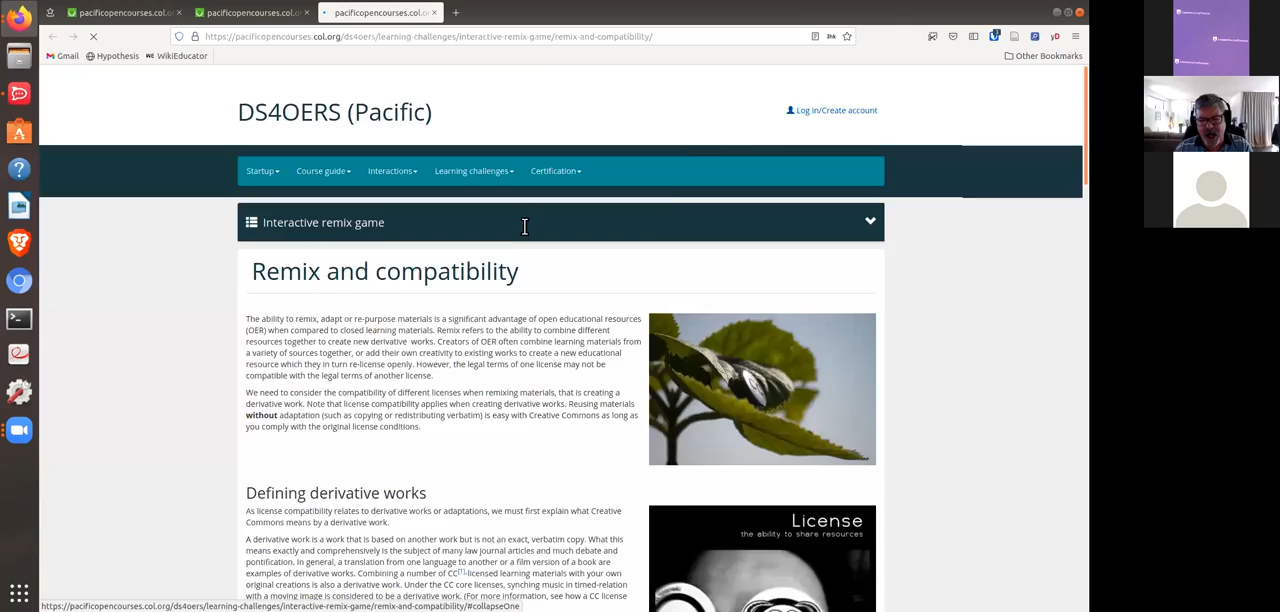 pacificopencourses.col.or
pacificopencourses.col.or
pacificopencourses.col.or
https://pacificopencourses.col.org/ds4oers/learning-challenges/interactive-remix-game/remix-and-compatibility/
Gmail
Hypothesis
WikiEducator
Other Bookmarks
DS4OERS (Pacific)
Log in/Create account
Startup
Course guide
Interactions
Learning challenges
Certification
Interactive remix game
Remix and compatibility
The ability to remix, adapt or re-purpose materials is a significant advantage of open educational resources
(OER) when compared to closed learning materials. Remix refers to the ability to combine different
resources together to create new derivative works. Creators of OER often combine learning materials from
a variety of sources together, or add their own creativity to existing works to create a new educational
resource which they in turn re-license openly. However, the legal terms of one license may not be
compatible with the legal terms of another license.
We need to consider the compatibility of different licenses when remixing materials, that is creating a
derivative work. Note that license compatibility applies when creating derivative works. Reusing materials
without adaptation (such as copying or redistributing verbatim) is easy with Creative Commons as long as
you comply with the original license conditions.
Defining derivative works
As license compatibility relates to derivative works or adaptations, we must first explain what Creative
Commons means by a derivative work.
A derivative work is a work that is based on another work but is not an exact, verbatim copy. What this
means exactly and comprehensively is the subject of many law journal articles and much debate and
pontification. In general, a translation from one language to another or a film version of a book are
examples of derivative works. Combining a number of CC[1]-licensed learning materials with your own
original creations is also a derivative work. Under the CC core licenses, synching music in timed-relation
with a moving image is considered to be a derivative work. (For more information, see how a CC license
License
the ability to share resources
https://pacificopencourses.col.org/ds4oers/learning-challenges/interactive-remix-game/remix-and-compatibility/#collapseOne